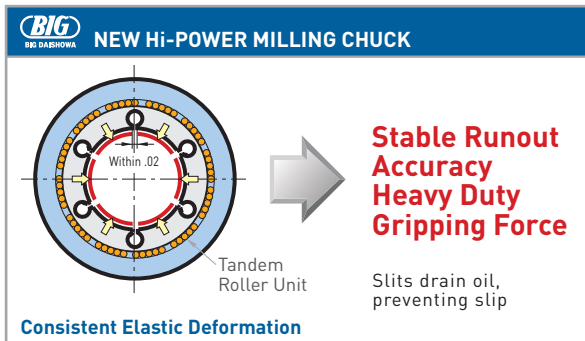 BIG
BIG DAISHOWA
NEW Hi-POWER MILLING CHUCK
Within .02
Tandem
Roller Unit
Consistent Elastic Deformation
Stable Runout
Accuracy
Heavy Duty
Gripping Force
Slits drain oil,
preventing slip